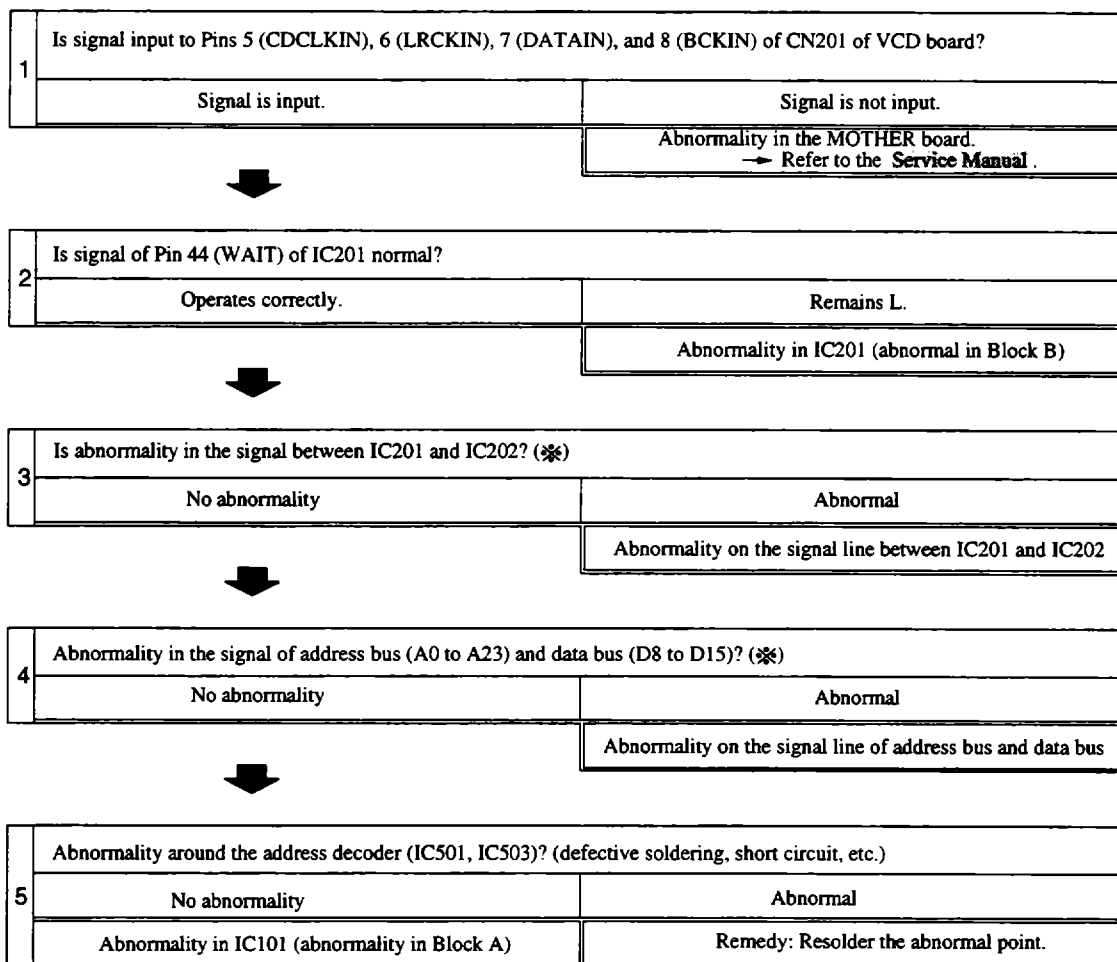 1
Is signal input to Pins 5 (CDCLKIN), 6 (LRCKIN), 7 (DATAIN), and 8 (BCKIN) of CN201 of VCD board?
Signal is input.
Signal is not input.
Abnormality in the MOTHER board.
→ Refer to the Service Manual .
2
Is signal of Pin 44 (WAIT) of IC201 normal?
Operates correctly.
Remains L.
Abnormality in IC201 (abnormal in Block B)
3
Is abnormality in the signal between IC201 and IC202? (※)
No abnormality
Abnormal
Abnormality on the signal line between IC201 and IC202
4
Abnormality in the signal of address bus (A0 to A23) and data bus (D8 to D15)? (※)
No abnormality
Abnormal
Abnormality on the signal line of address bus and data bus
5
Abnormality around the address decoder (IC501, IC503)? (defective soldering, short circuit, etc.)
No abnormality
Abnormal
Abnormality in IC101 (abnormality in Block A)
Remedy: Resolder the abnormal point.